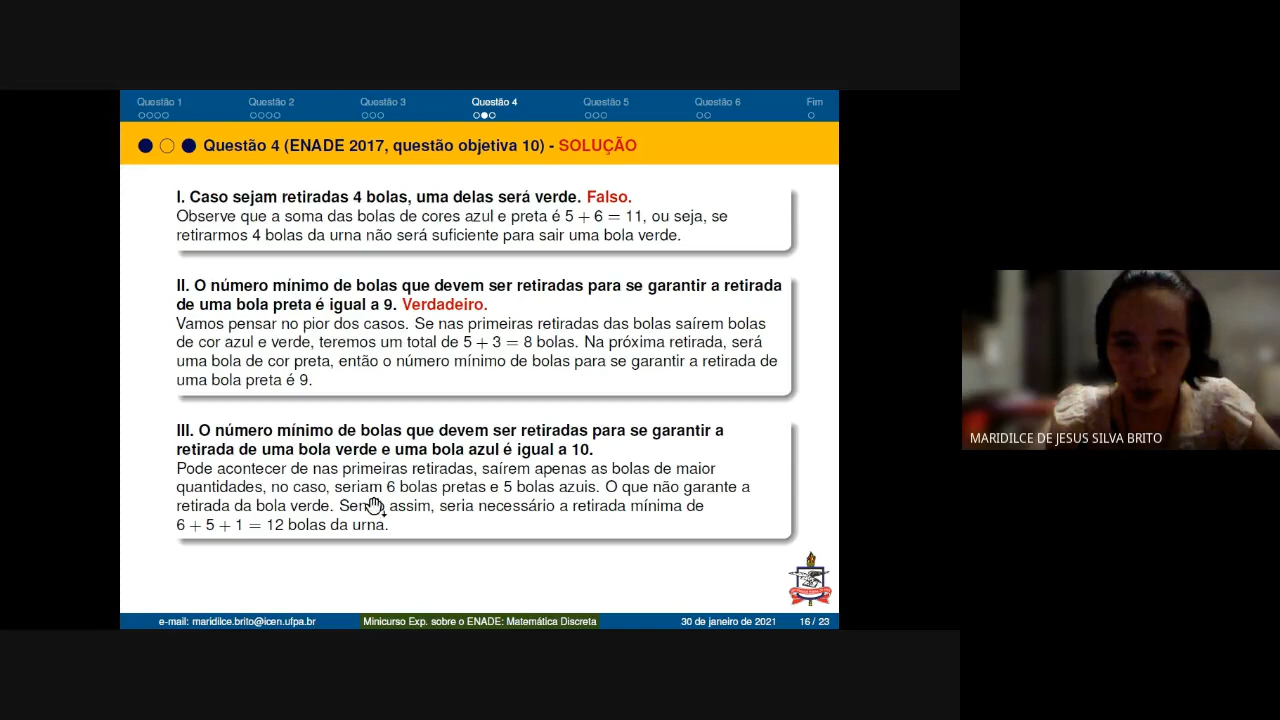 Questão 1 Questão 2 Questão 3 Questão 4 Questão 5 Questão 6 Fim
Questão 4 (ENADE 2017, questão objetiva 10) - SOLUÇÃO
I. Caso sejam retiradas 4 bolas, uma delas será verde. Falso.
Observe que a soma das bolas de cores azul e preta é 5 + 6 = 11, ou seja, se
retirarmos 4 bolas da urna não será suficiente para sair uma bola verde.
II. O número mínimo de bolas que devem ser retiradas para se garantir a retirada
de uma bola preta é igual a 9. Verdadeiro.
Vamos pensar no pior dos casos. Se nas primeiras retiradas das bolas saírem bolas
de cor azul e verde, teremos um total de 5 + 3 = 8 bolas. Na próxima retirada, será
uma bola de cor preta, então o número mínimo de bolas para se garantir a retirada de
uma bola preta é 9.
III. O número mínimo de bolas que devem ser retiradas para se garantir a
retirada de uma bola verde e uma bola azul é igual a 10.
Pode acontecer de nas primeiras retiradas, saírem apenas as bolas de maior
quantidades, no caso, seriam 6 bolas pretas e 5 bolas azuis. O que não garante a
retirada da bola verde. Sendo assim, seria necessário a retirada mínima de
6 + 5 + 1 = 12 bolas da urna.
e-mail: maridilce.brito@icen.ufpa.br Minicurso Exp. sobre o ENADE: Matemática Discreta 30 de janeiro de 2021 16 / 23
MARIDILCE DE JESUS SILVA BRITO